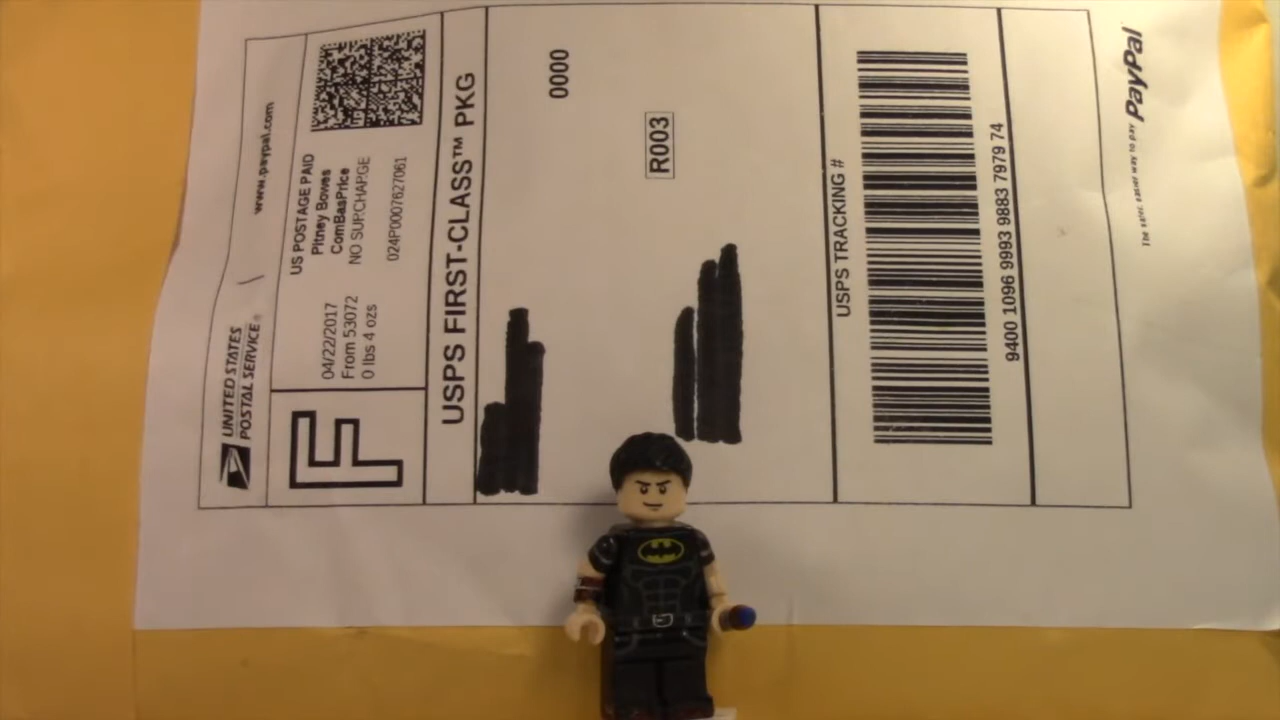 www.paypal.com
UNITED STATES
POSTAL SERVICE®
US POSTAGE PAID
Pitney Bowes
ComBasPrice
NO SURCHARGE
04/22/2017
From 53072
0 lbs 4 ozs
024P0007627061
F
USPS FIRST-CLASS™ PKG
0000
R003
USPS TRACKING #
9400 1096 9993 9883 7979 74
The safer, easier way to pay PayPal